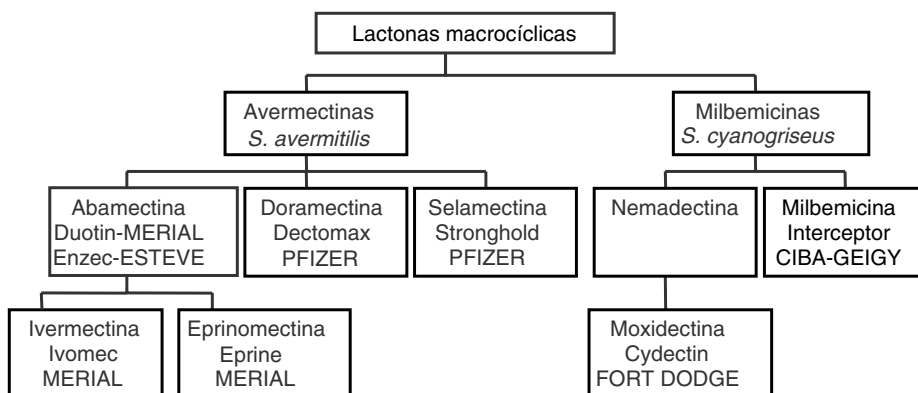 Lactonas macrocíclicas
Avermectinas
S. avermitilis
Milbemicinas
S. cyanogriseus
Abamectina
Duotin-MERIAL
Enzec-ESTEVE
Doramectina
Dectomax
PFIZER
Selamectina
Stronghold
PFIZER
Nemadectina
Milbemicina
Interceptor
CIBA-GEIGY
Ivermectina
Ivomec
MERIAL
Eprinomectina
Eprine
MERIAL
Moxidectina
Cydectin
FORT DODGE